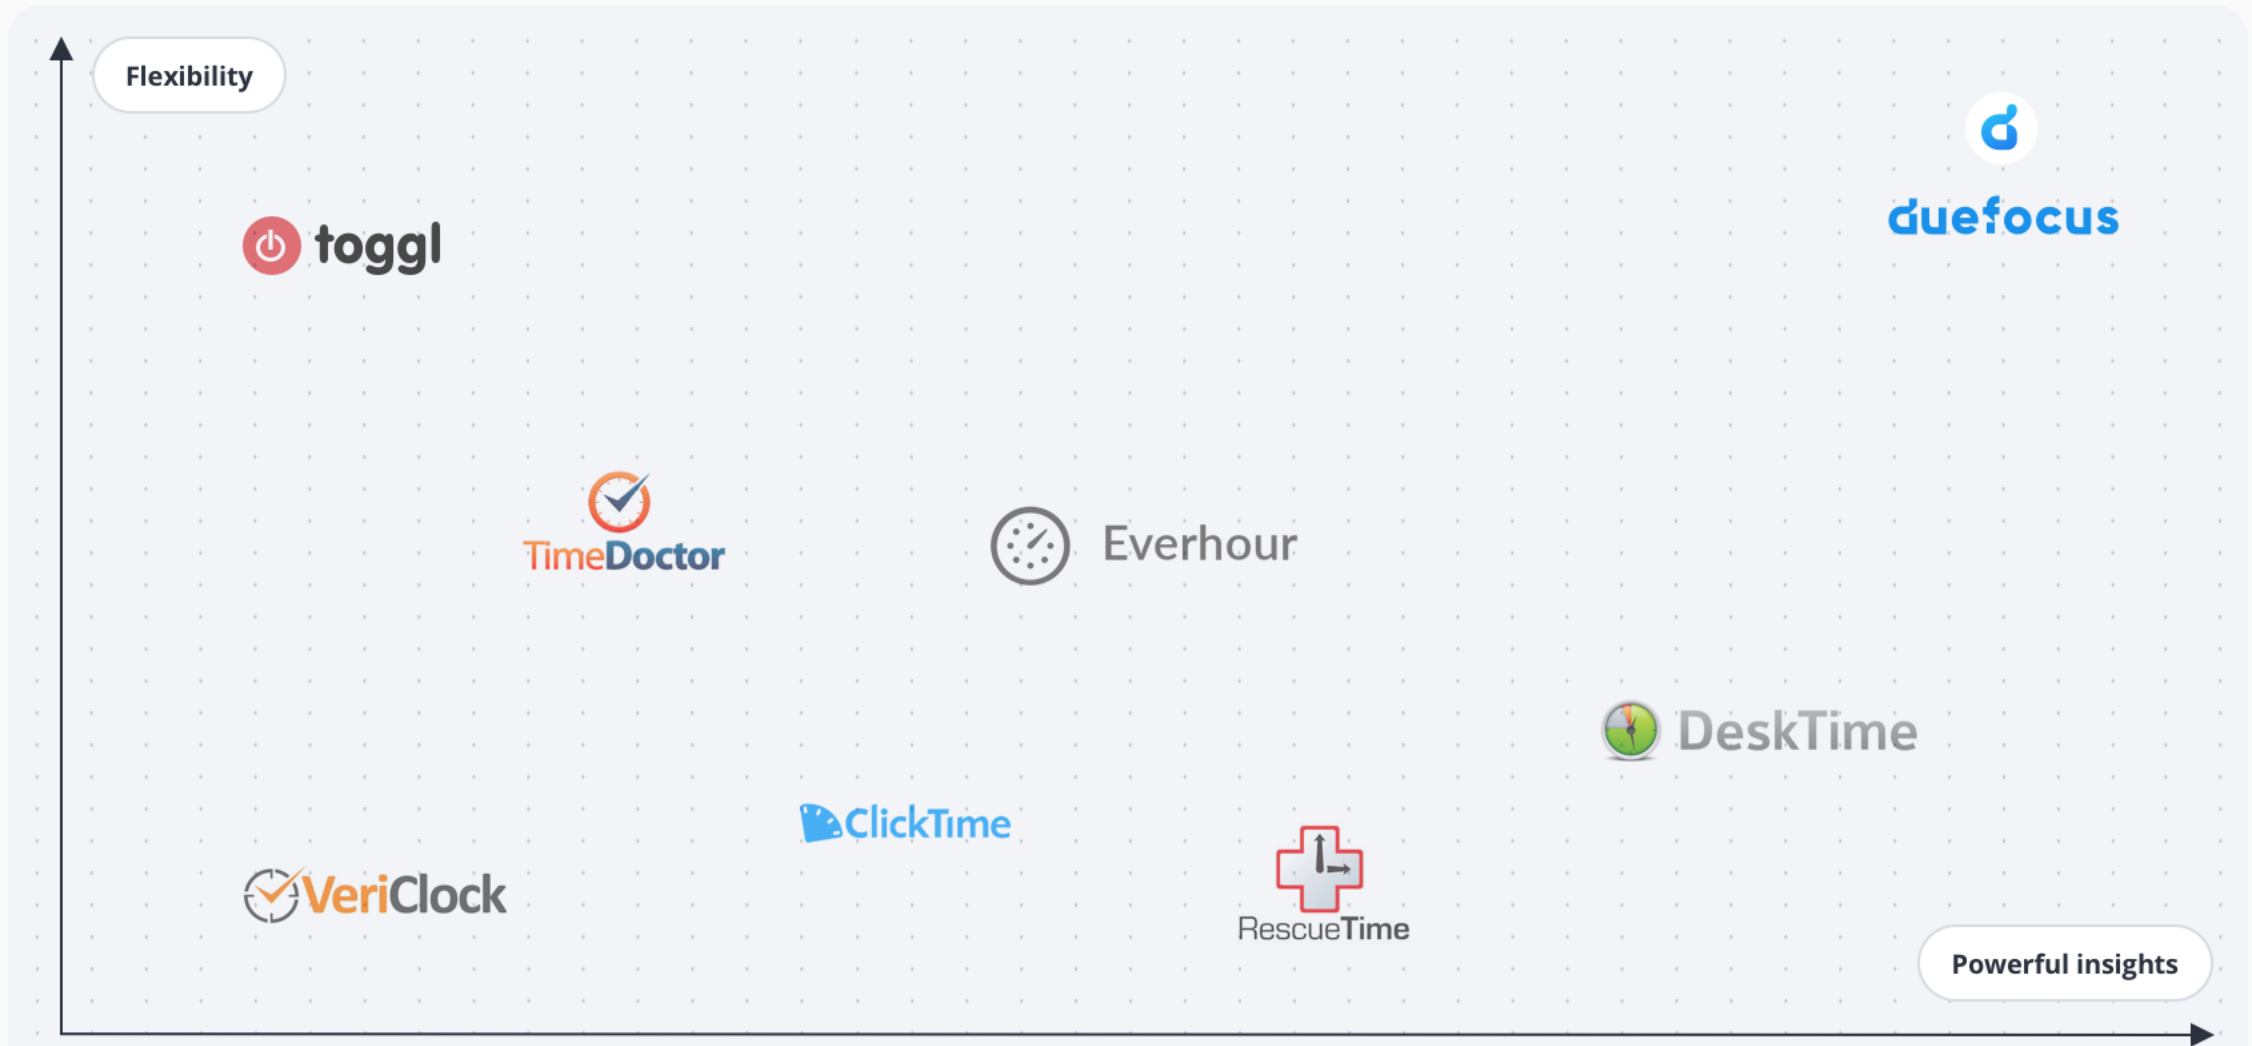 Flexibility
duefocus
toggl
TimeDoctor
Everhour
DeskTime
ClickTime
VeriClock
RescueTime
Powerful insights